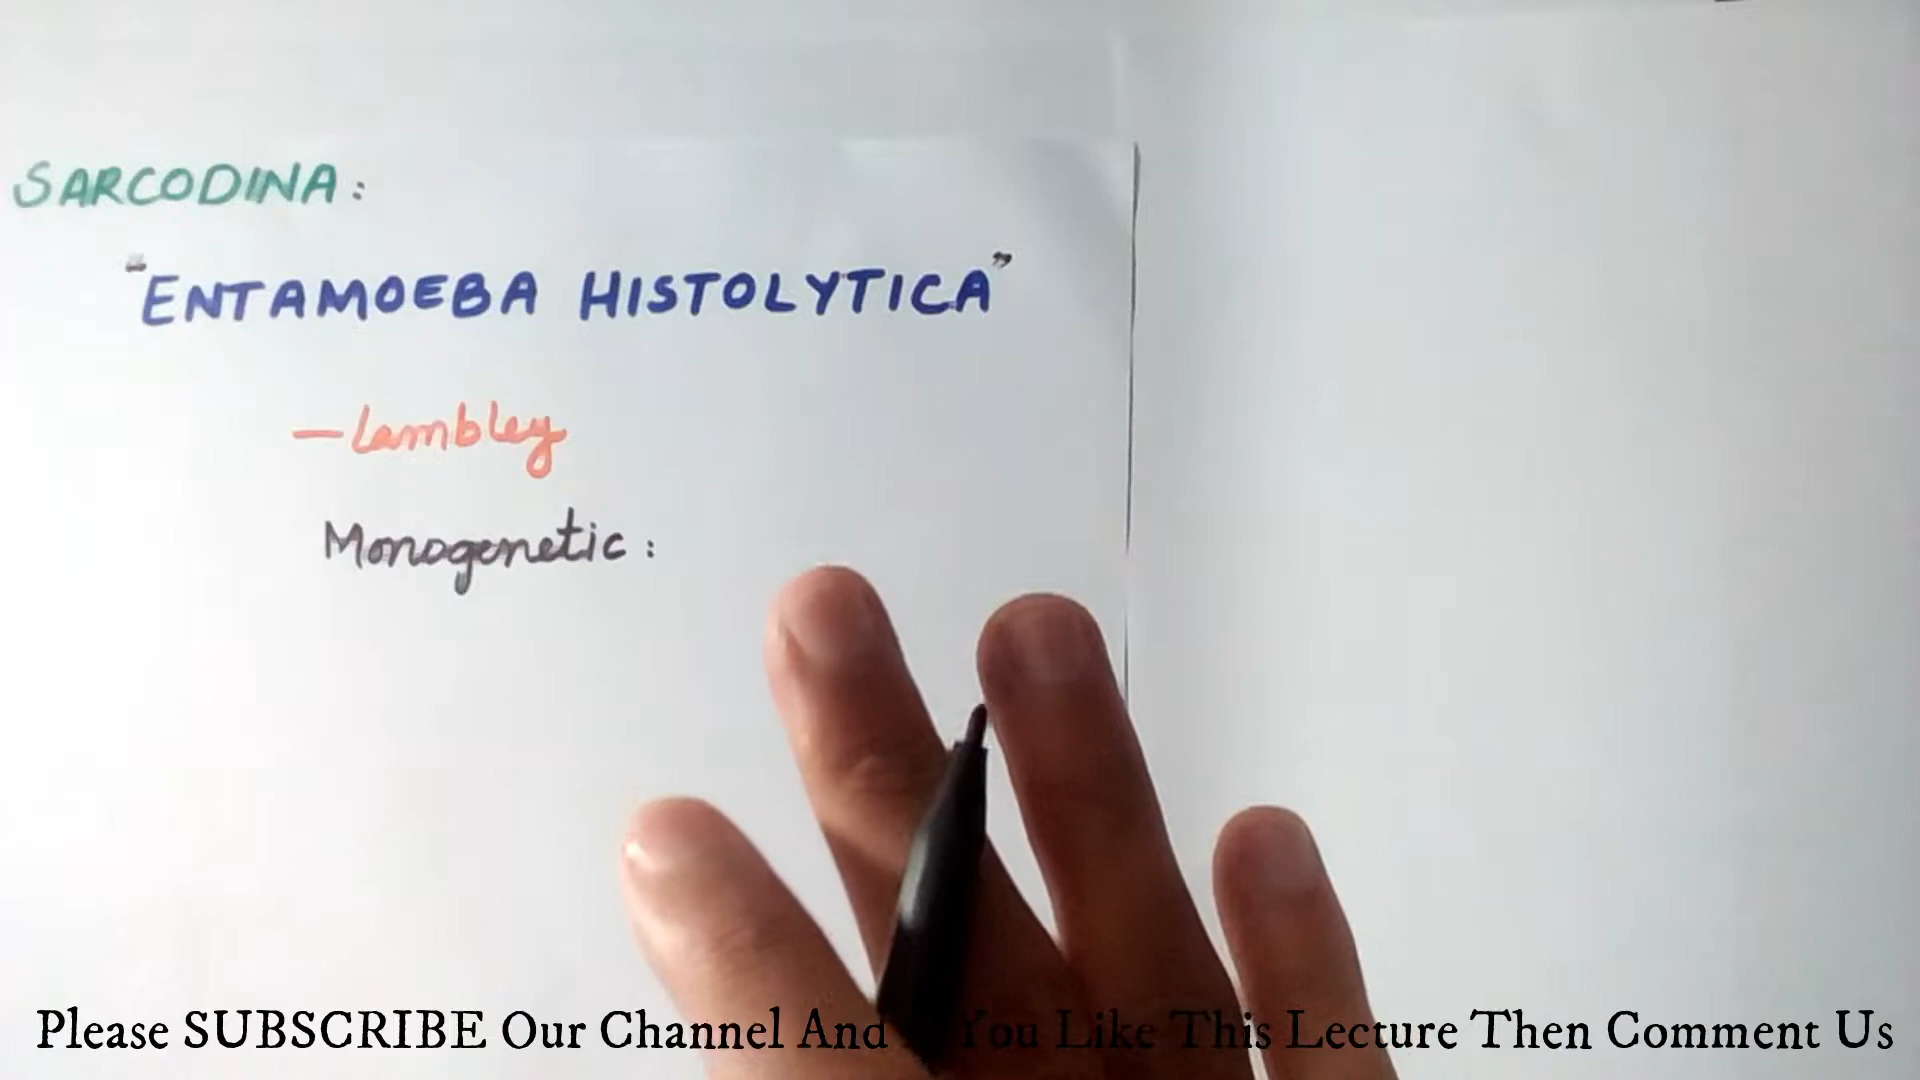 SARCODINA :
"ENTAMOEBA HISTOLYTICA"
— Lambley
Monogenetic :
Please SUBSCRIBE Our Channel And You Like This Lecture Then Comment Us